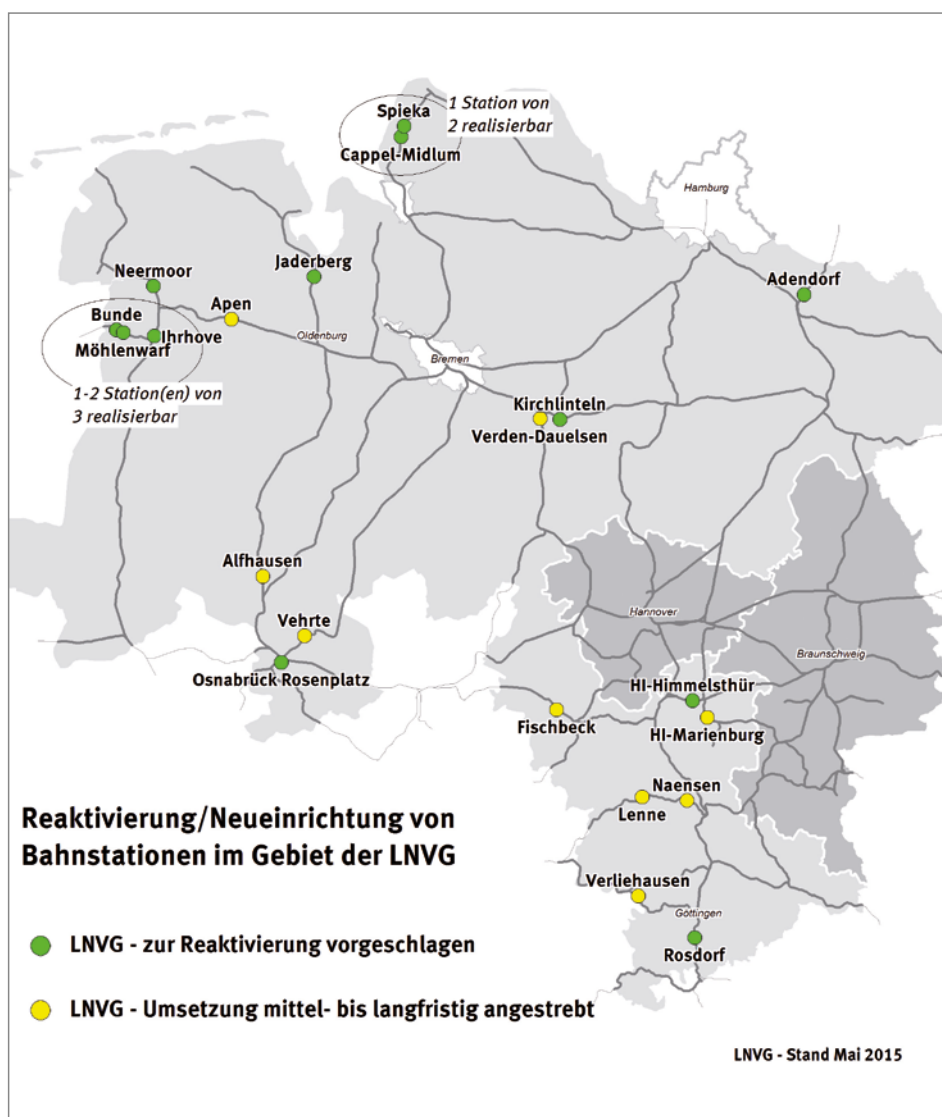 Spieka
1 Station von
2 realisierbar
Cappel-Midlum
Hamburg
Neermoor
Jaderberg
Adendorf
Bunde
Apen
Möhlenwarf
Ihrhove
Oldenburg
Bremen
1-2 Station(en) von
3 realisierbar
Kirchlinteln
Verden-Dauelsen
Alfhausen
Vehrte
Hannover
Braunschweig
Osnabrück Rosenplatz
HI-Himmelsthür
Fischbeck
HI-Marienburg
Naensen
Lenne
Reaktivierung/Neueinrichtung von
Bahnstationen im Gebiet der LNVG
Verliehausen
Göttingen
Rosdorf
LNVG - zur Reaktivierung vorgeschlagen
LNVG - Umsetzung mittel- bis langfristig angestrebt
LNVG - Stand Mai 2015